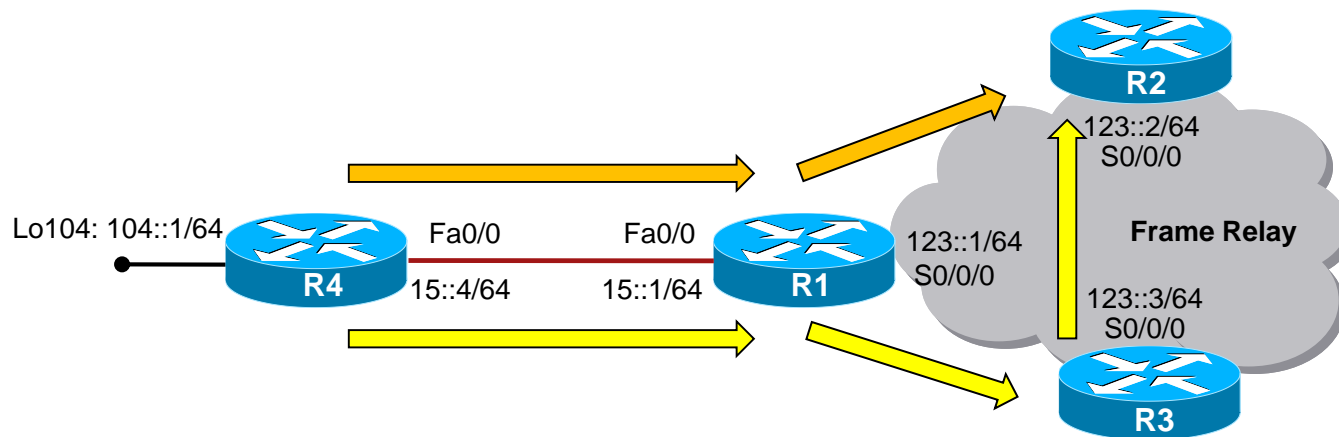 R2
123::2/64
S0/0/0
Lo104: 104::1/64
Fa0/0
Fa0/0
R4
15::4/64
15::1/64
R1
123::1/64
S0/0/0
Frame Relay
123::3/64
S0/0/0
R3